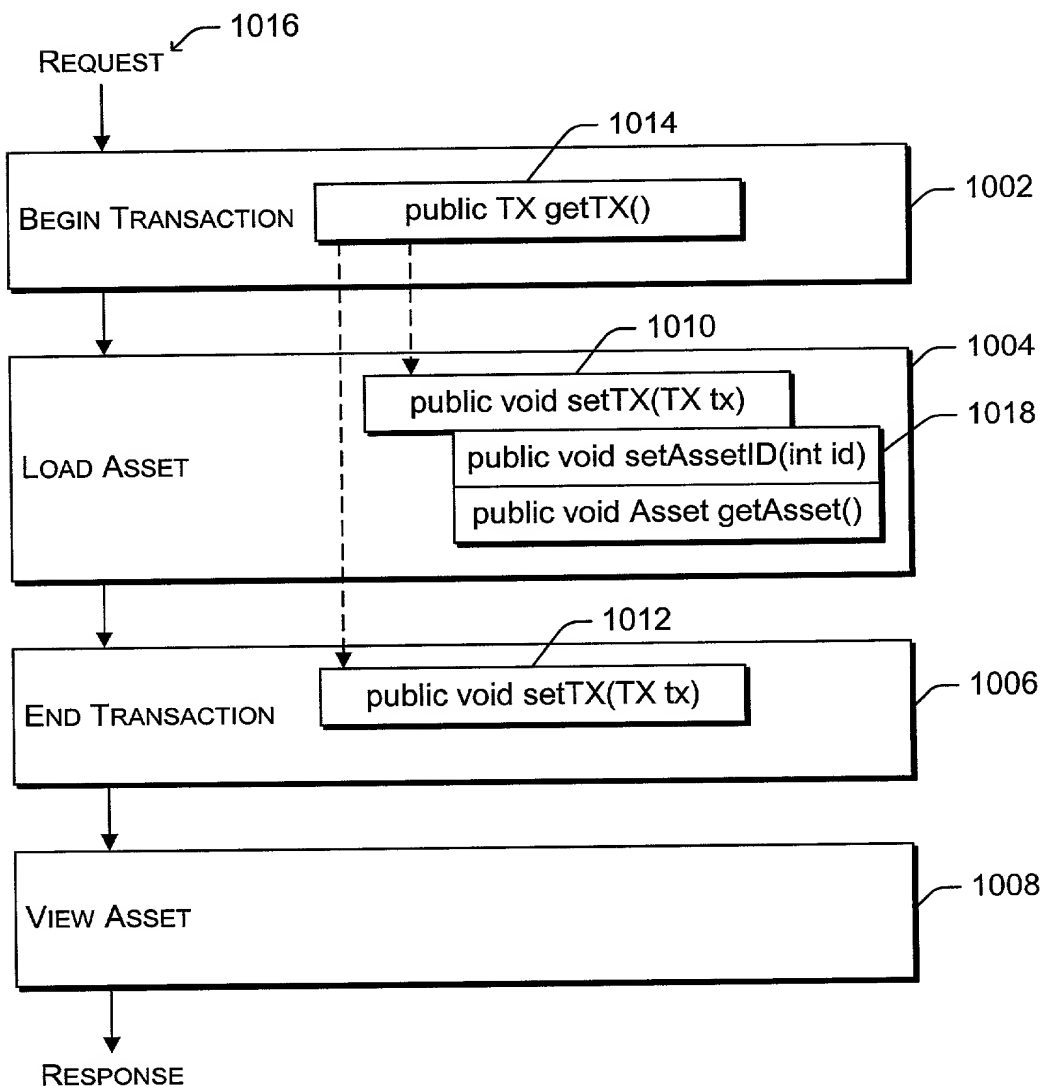 1016
REQUEST
1014
public TX getTX()
BEGIN TRANSACTION
1002
1010
1004
public void setTX(TX tx)
1018
public void setAssetID(int id)
LOAD ASSET
public void Asset getAsset()
1012
public void setTX(TX tx)
END TRANSACTION
1006
1008
VIEW ASSET
RESPONSE